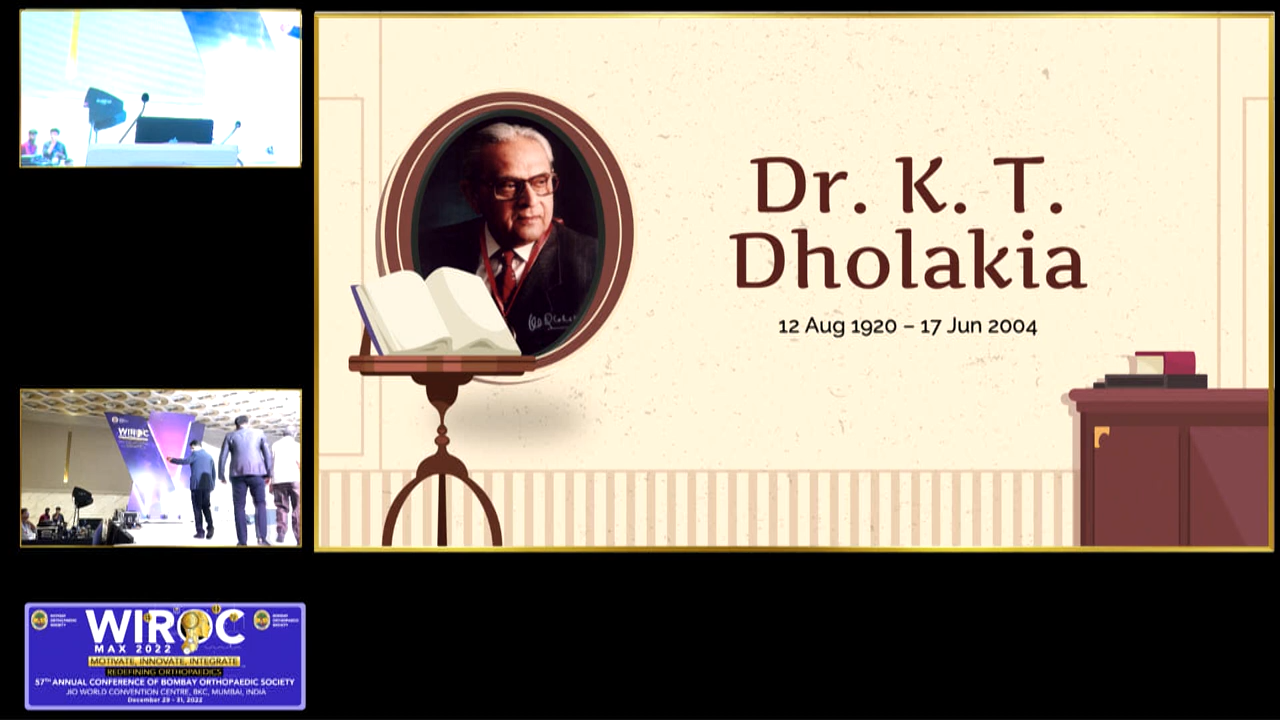 Dr. K. T.
Dholakia
12 Aug 1920 – 17 Jun 2004
WIROC
WIROC
MAX 2022
MOTIVATE, INNOVATE, INTEGRATE
REDEFINING ORTHOPAEDICS
57TH ANNUAL CONFERENCE OF BOMBAY ORTHOPAEDIC SOCIETY
JIO WORLD CONVENTION CENTRE, BKC, MUMBAI, INDIA
December 29 - 31, 2022